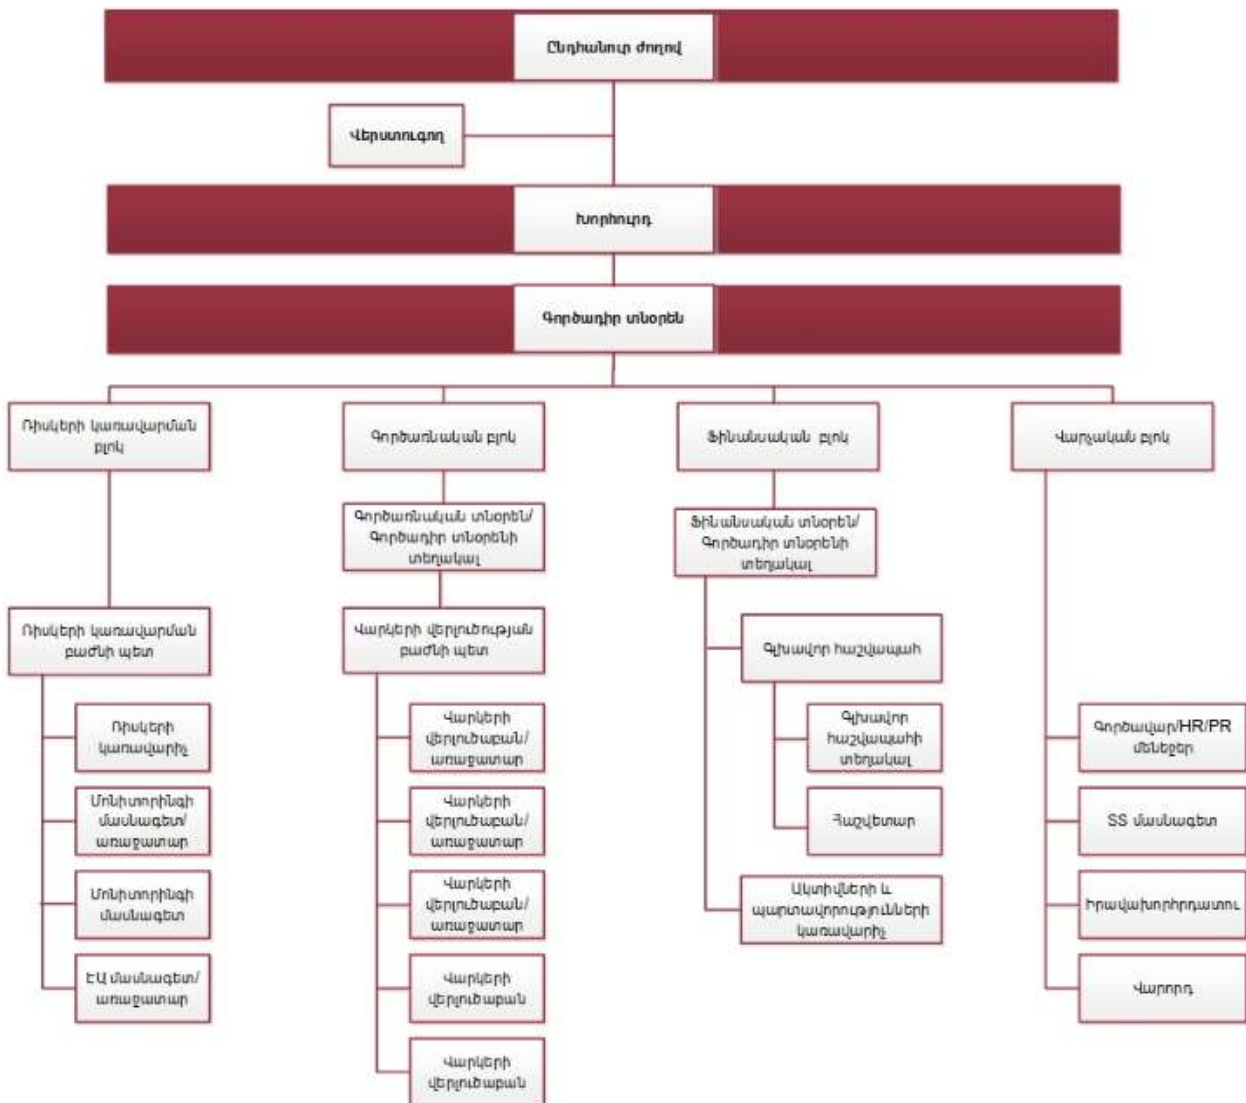 Ընդհանուր ժողով
Վերստուգող
Խորհուրդ
Գործադիր տնօրեն
Ռիսկերի կառավարման
բլոկ
Գործառնական բլոկ
Ֆինանսական բլոկ
Վարչական բլոկ
Գործառնական տնօրեն/
Գործադիր տնօրենի
տեղակալ
Ֆինանսական տնօրեն/
Գործադիր տնօրենի
տեղակալ
Ռիսկերի կառավարման
բաժնի պետ
Վարկերի վերլուծության
բաժնի պետ
Գլխավոր հաշվապահ
Ռիսկերի
կառավարիչ
Մոնիտորինգի
մասնագետ/
առաջատար
Մոնիտորինգի
մասնագետ
ԷԱ մասնագետ/
առաջատար
Վարկերի
վերլուծաբան/
առաջատար
Վարկերի
վերլուծաբան/
առաջատար
Վարկերի
վերլուծաբան/
առաջատար
Վարկերի
վերլուծաբան
Վարկերի
վերլուծաբան
Գլխավոր
հաշվապահի
տեղակալ
Հաշվետար
Ակտիվների և
պարտավորությունների
կառավարիչ
Գործավար/HR/PR
մենեջեր
ՏՏ մասնագետ
Իրավախորհրդատու
Վարորդ